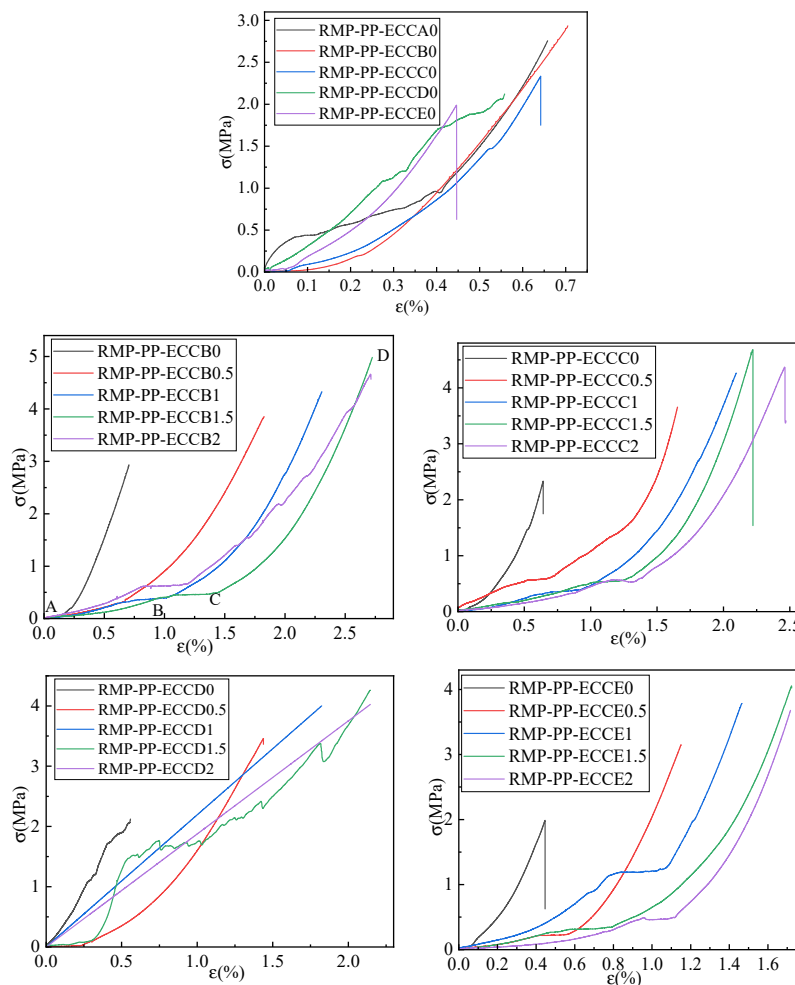 RMP-PP-ECCA0
RMP-PP-ECCB0
RMP-PP-ECCC0
RMP-PP-ECCD0
RMP-PP-ECCE0
σ(MPa)
3.0
2.5
2.0
1.5
1.0
0.5
0.0
0.0 0.1 0.2 0.3 0.4 0.5 0.6 0.7
ε(%)
RMP-PP-ECCB0
RMP-PP-ECCB0.5
RMP-PP-ECCB1
RMP-PP-ECCB1.5
RMP-PP-ECCB2
σ(MPa)
5
4
3
2
1
0
A
B
C
D
0.0 0.5 1.0 1.5 2.0 2.5
ε(%)
RMP-PP-ECCC0
RMP-PP-ECCC0.5
RMP-PP-ECCC1
RMP-PP-ECCC1.5
RMP-PP-ECCC2
σ(MPa)
4
3
2
1
0
0.0 0.5 1.0 1.5 2.0 2.5
ε(%)
RMP-PP-ECCD0
RMP-PP-ECCD0.5
RMP-PP-ECCD1
RMP-PP-ECCD1.5
RMP-PP-ECCD2
σ(MPa)
4
3
2
1
0
0.0 0.5 1.0 1.5 2.0
ε(%)
RMP-PP-ECCE0
RMP-PP-ECCE0.5
RMP-PP-ECCE1
RMP-PP-ECCE1.5
RMP-PP-ECCE2
σ(MPa)
4
3
2
1
0
0.0 0.2 0.4 0.6 0.8 1.0 1.2 1.4 1.6
ε(%)